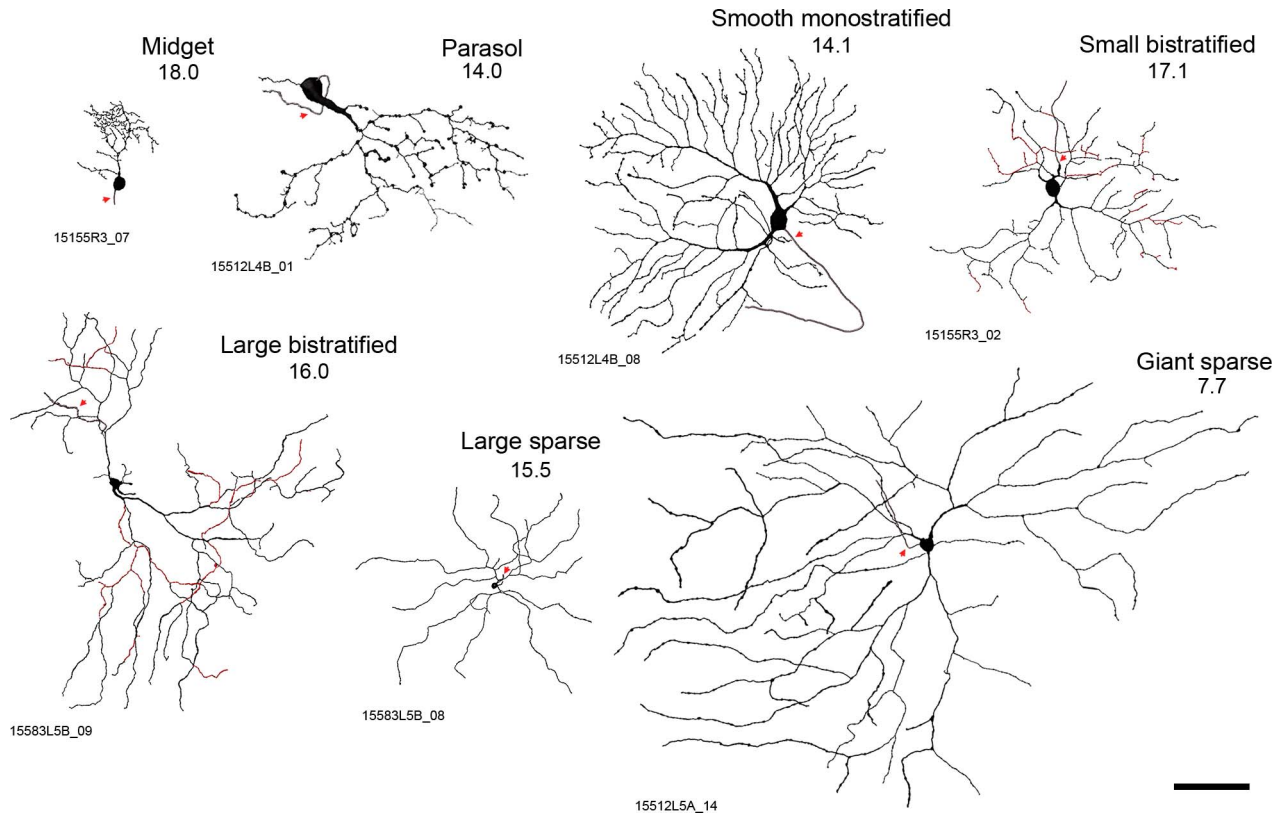 Midget
18.0
15155R3_07
Parasol
14.0
15512L4B_01
Smooth monostratified
14.1
15512L4B_08
Small bistratified
17.1
15155R3_02
Large bistratified
16.0
15583L5B_09
Large sparse
15.5
15583L5B_08
Giant sparse
7.7
15512L5A_14